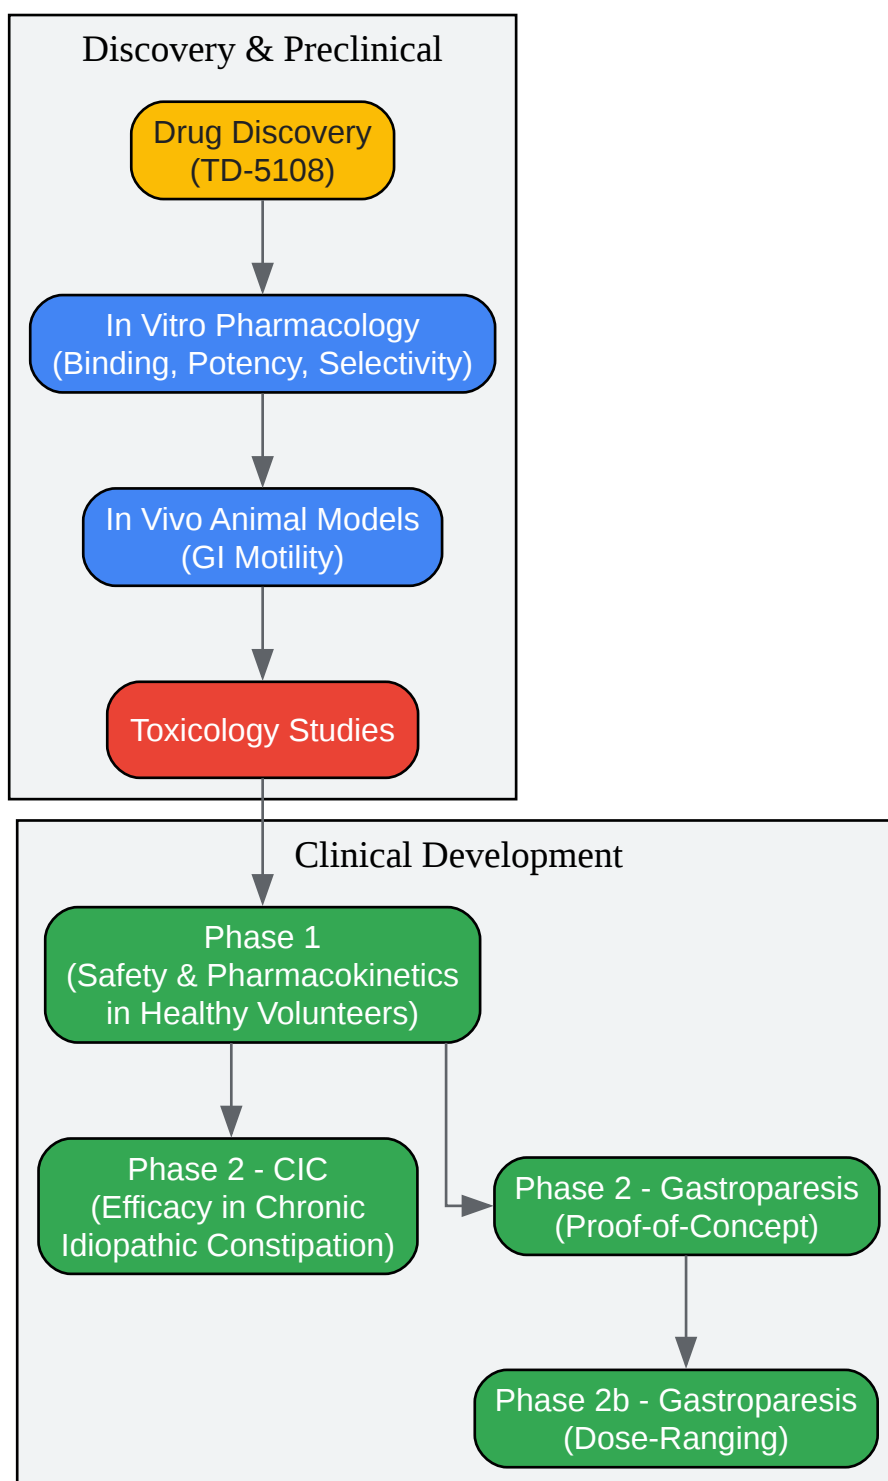 Discovery & Preclinical
Drug Discovery
(TD-5108)
In Vitro Pharmacology
(Binding, Potency, Selectivity)
In Vivo Animal Models
(GI Motility)
Toxicology Studies
Clinical Development
Phase 1
(Safety & Pharmacokinetics
in Healthy Volunteers)
Phase 2 - CIC
(Efficacy in Chronic
Idiopathic Constipation)
Phase 2 - Gastroparesis
(Proof-of-Concept)
Phase 2b - Gastroparesis
(Dose-Ranging)